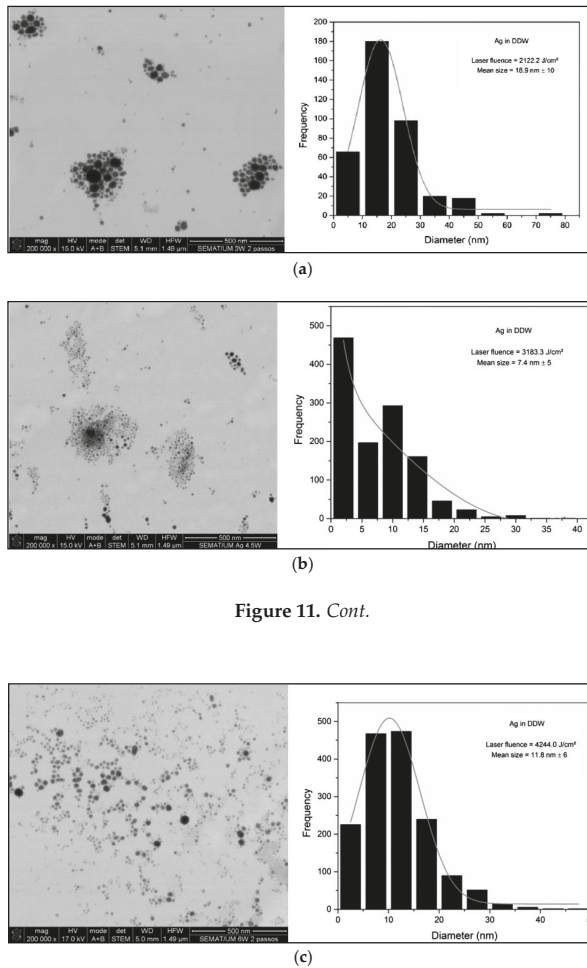 200
180
160
140
120
100
80
60
40
20
0
Frequency
Ag in DDW
Laser fluence = 2122.2 J/cm²
Mean size = 18.9 nm ± 10
0 10 20 30 40 50 60 70 80
Diameter (nm)
mag HV mode det WD HFW 500 nm
200 000 x 15.0 kV A+B STEM 5.1 mm 1.49 µm SEMAT/UM 3W 2 passos
(a)
500
400
300
200
100
0
Frequency
Ag in DDW
Laser fluence = 3183.3 J/cm²
Mean size = 7.4 nm ± 5
0 5 10 15 20 25 30 35 40
Diameter (nm)
mag HV mode det WD HFW 500 nm
200 000 x 15.0 kV A+B STEM 5.1 mm 1.49 µm SEMAT/UM Ag 4.5W
(b)
Figure 11. Cont.
500
400
300
200
100
0
Frequency
Ag in DDW
Laser fluence = 4244.0 J/cm²
Mean size = 11.8 nm ± 6
0 10 20 30 40
Diameter (nm)
mag HV mode det WD HFW 500 nm
200 000 x 17.0 kV A+B STEM 5.0 mm 1.49 µm SEMAT/UM 6W 2 passos
(c)